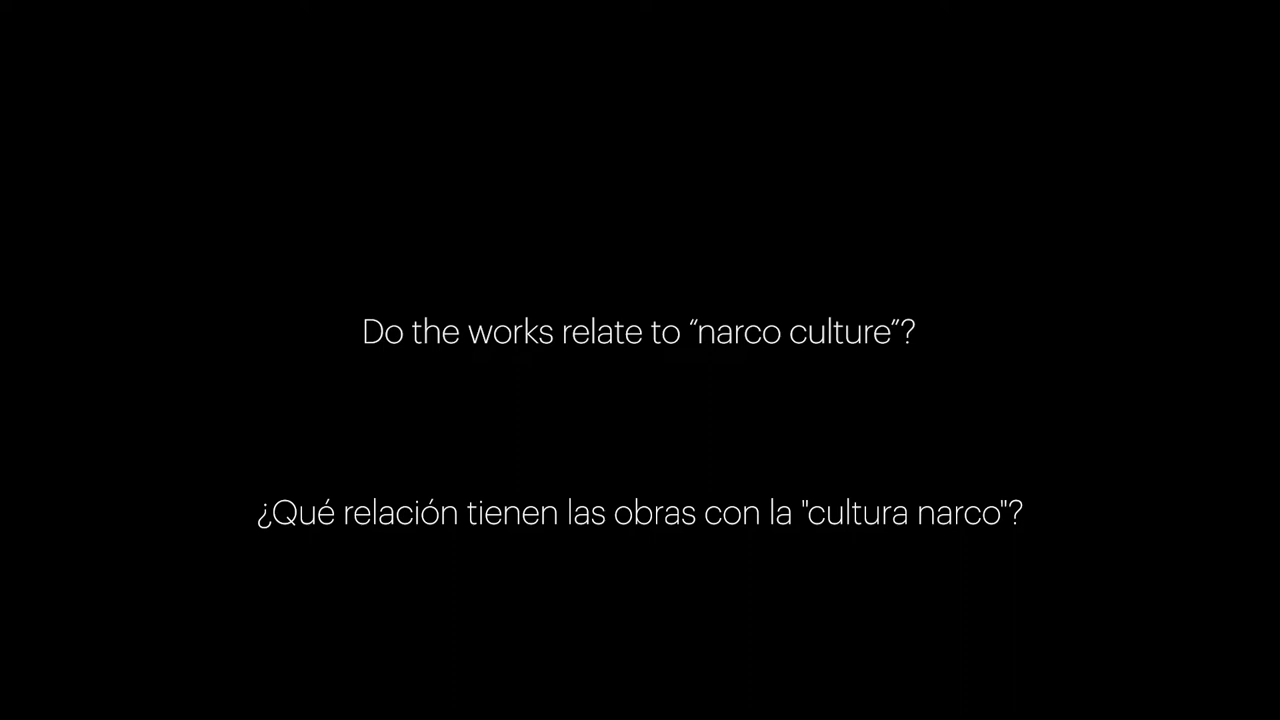 Do the works relate to “narco culture”?
¿Qué relación tienen las obras con la "cultura narco"?